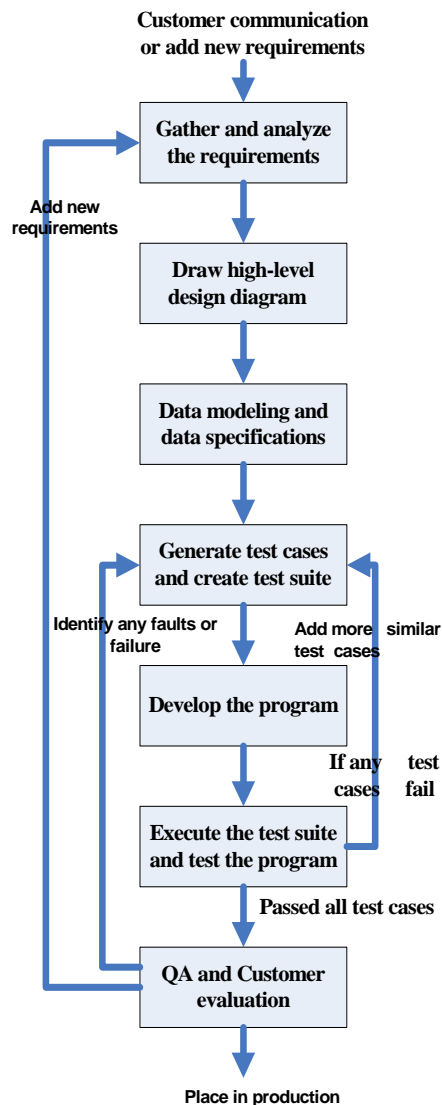 Customer communication
or add new requirements
Gather and analyze
the requirements
Add new
requirements
Draw high-level
design diagram
Data modeling and
data specifications
Generate test cases
and create test suite
Identify any faults or
failure
Add more similar
test cases
Develop the program
If any test
cases fail
Execute the test suite
and test the program
Passed all test cases
QA and Customer
evaluation
Place in production